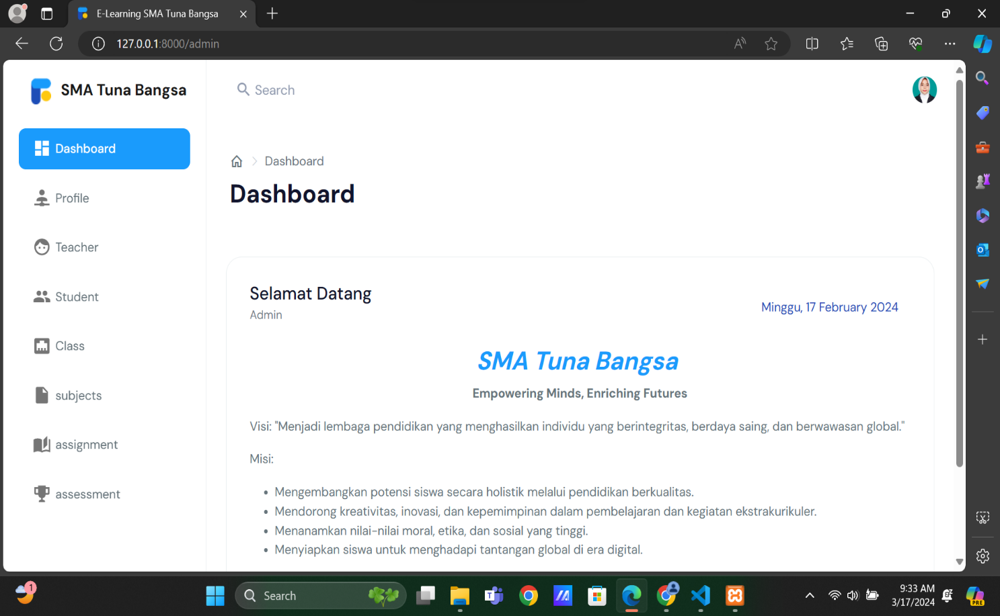 E-Learning SMA Tuna Bangsa
127.0.0.1:8000/admin
SMA Tuna Bangsa
Search
Dashboard
Profile
Teacher
Student
Class
subjects
assignment
assessment
Dashboard
Dashboard
Selamat Datang
Admin
Minggu, 17 February 2024
SMA Tuna Bangsa
Empowering Minds, Enriching Futures
Visi: "Menjadi lembaga pendidikan yang menghasilkan individu yang berintegritas, berdaya saing, dan berwawasan global."
Misi:
• Mengembangkan potensi siswa secara holistik melalui pendidikan berkualitas.
• Mendorong kreativitas, inovasi, dan kepemimpinan dalam pembelajaran dan kegiatan ekstrakurikuler.
• Menanamkan nilai-nilai moral, etika, dan sosial yang tinggi.
• Menyiapkan siswa untuk menghadapi tantangan global di era digital.
1
Search
9:33 AM
3/17/2024
PRE